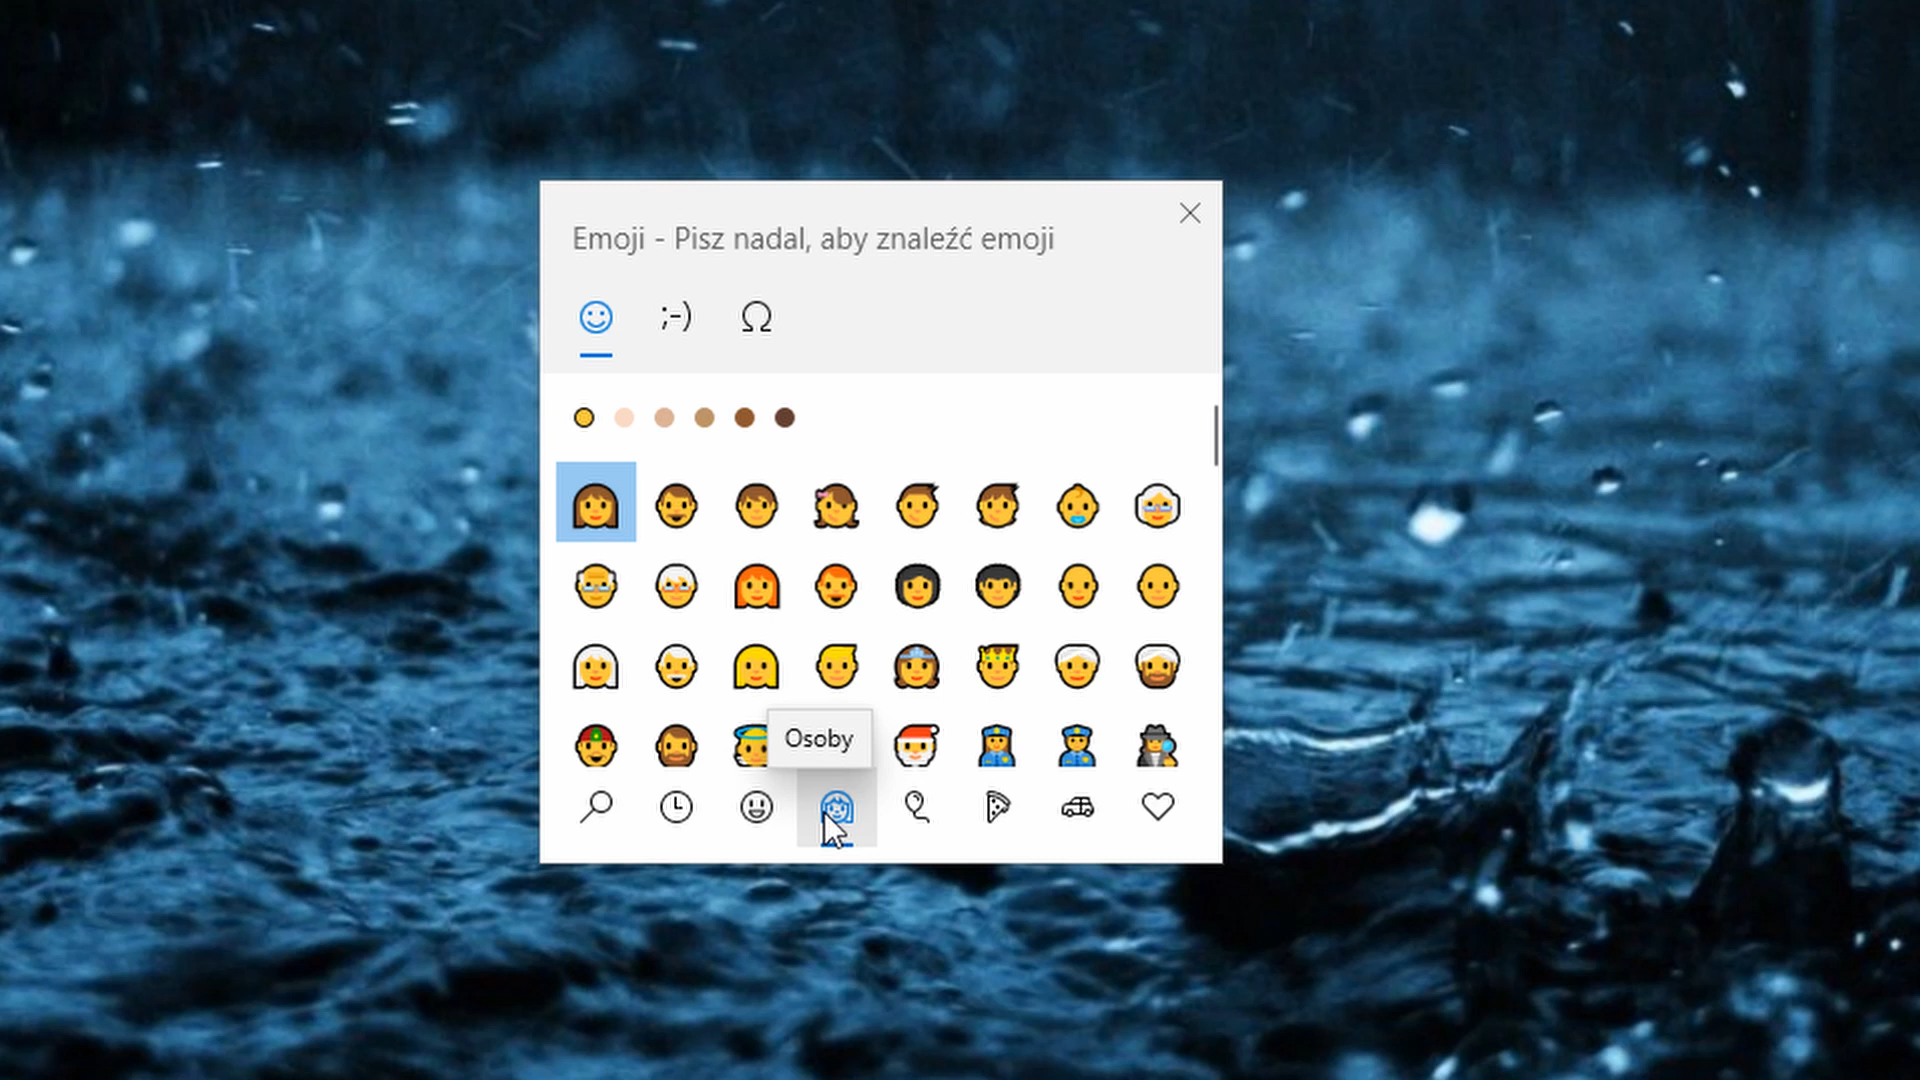 Emoji - Pisz nadal, aby znaleźć emoji
;-) Ω
Osoby